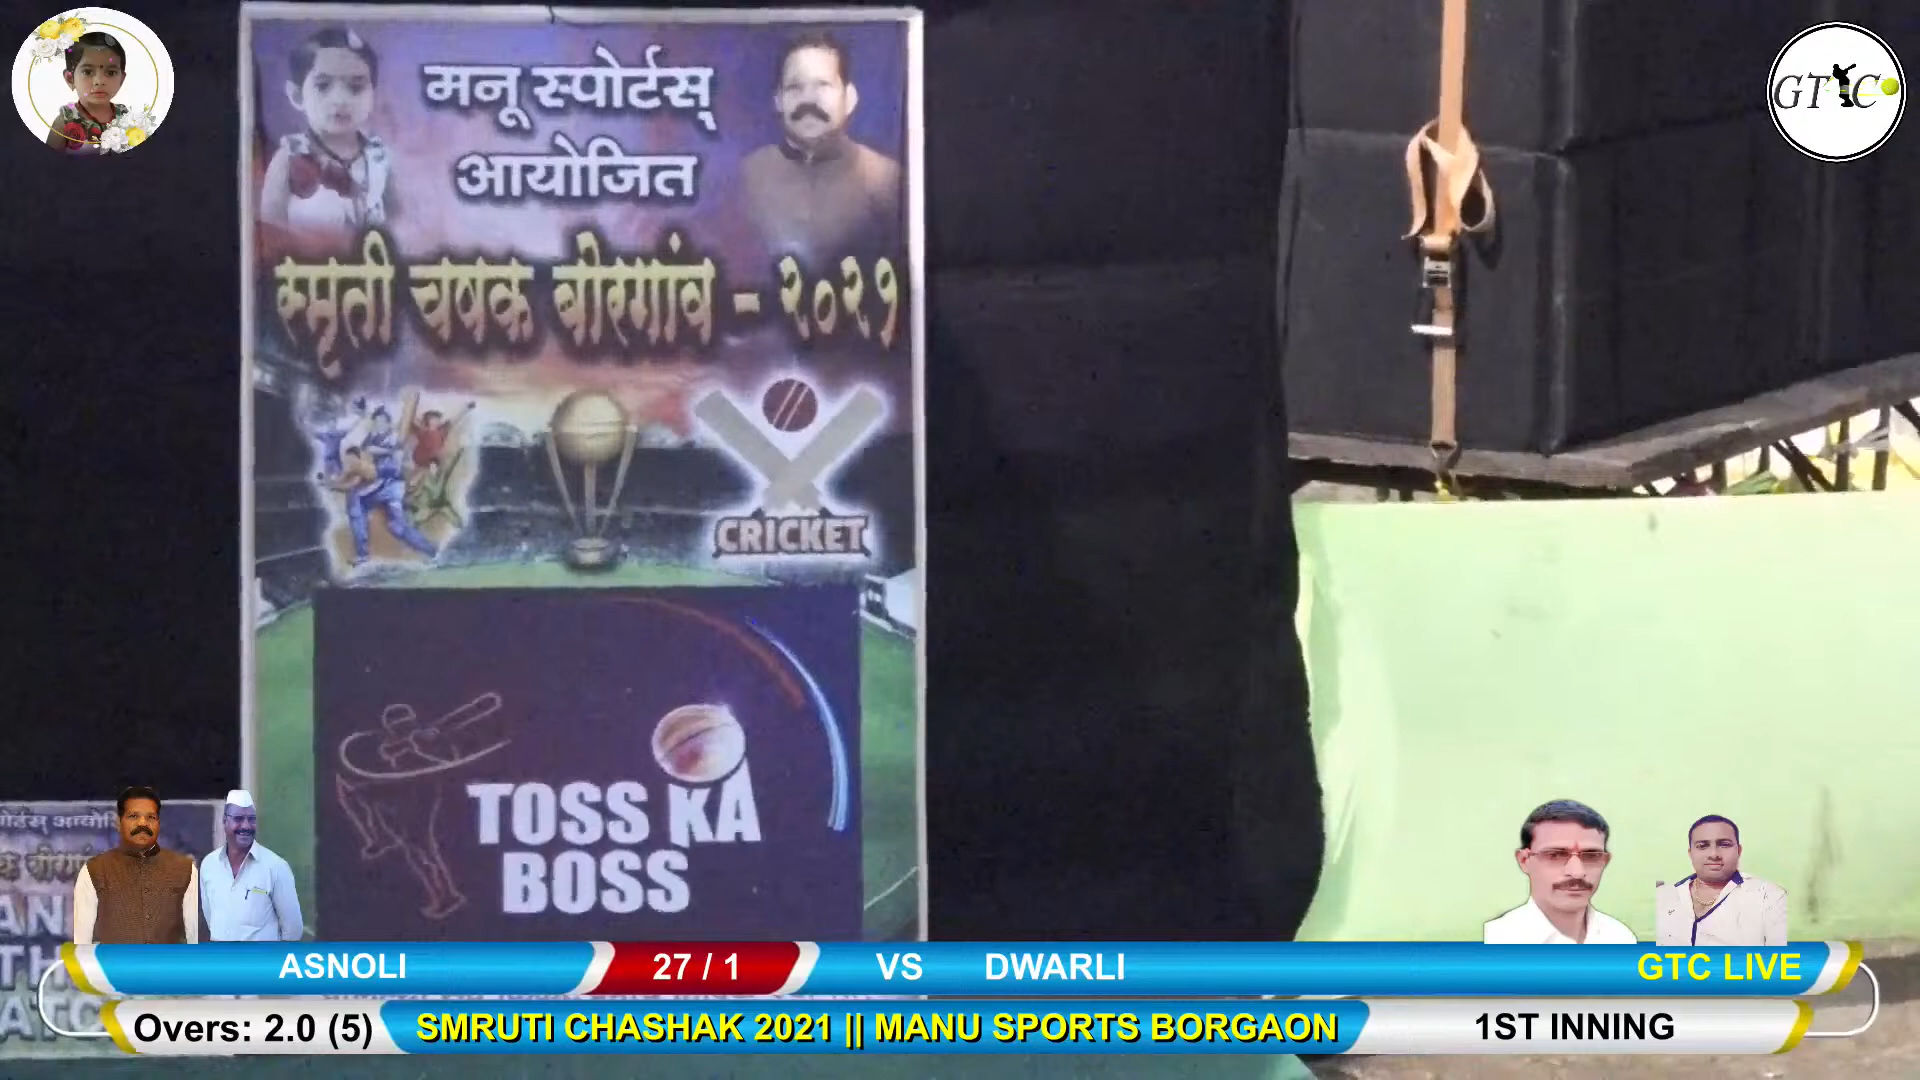 GTC
मनू स्पोर्टस्
आयोजित
स्मृती चषक बोरगांव - २०२१
CRICKET
TOSS KA
BOSS
ASNOLI
27 / 1
VS
DWARLI
GTC LIVE
Overs: 2.0 (5)
SMRUTI CHASHAK 2021 || MANU SPORTS BORGAON
1ST INNING